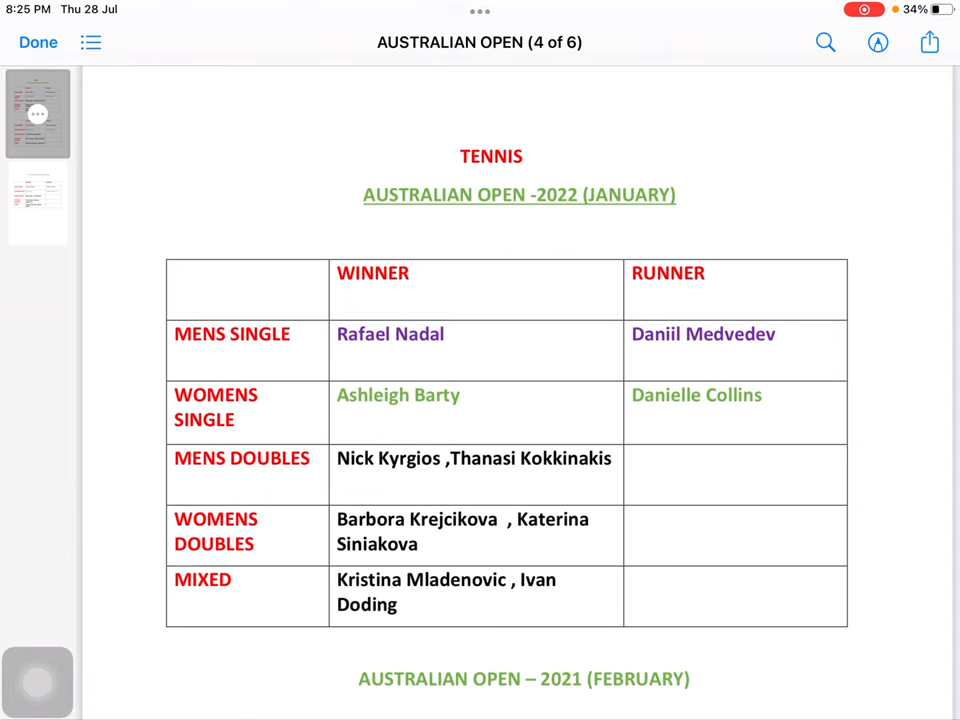 8:25 PM Thu 28 Jul
34%
Done
AUSTRALIAN OPEN (4 of 6)
TENNIS
AUSTRALIAN OPEN -2022 (JANUARY)
WINNER RUNNER
MENS SINGLE Rafael Nadal Daniil Medvedev
WOMENS Ashleigh Barty Danielle Collins
SINGLE
MENS DOUBLES Nick Kyrgios ,Thanasi Kokkinakis
WOMENS Barbora Krejcikova , Katerina
DOUBLES Siniakova
MIXED Kristina Mladenovic , Ivan
Doding
AUSTRALIAN OPEN – 2021 (FEBRUARY)